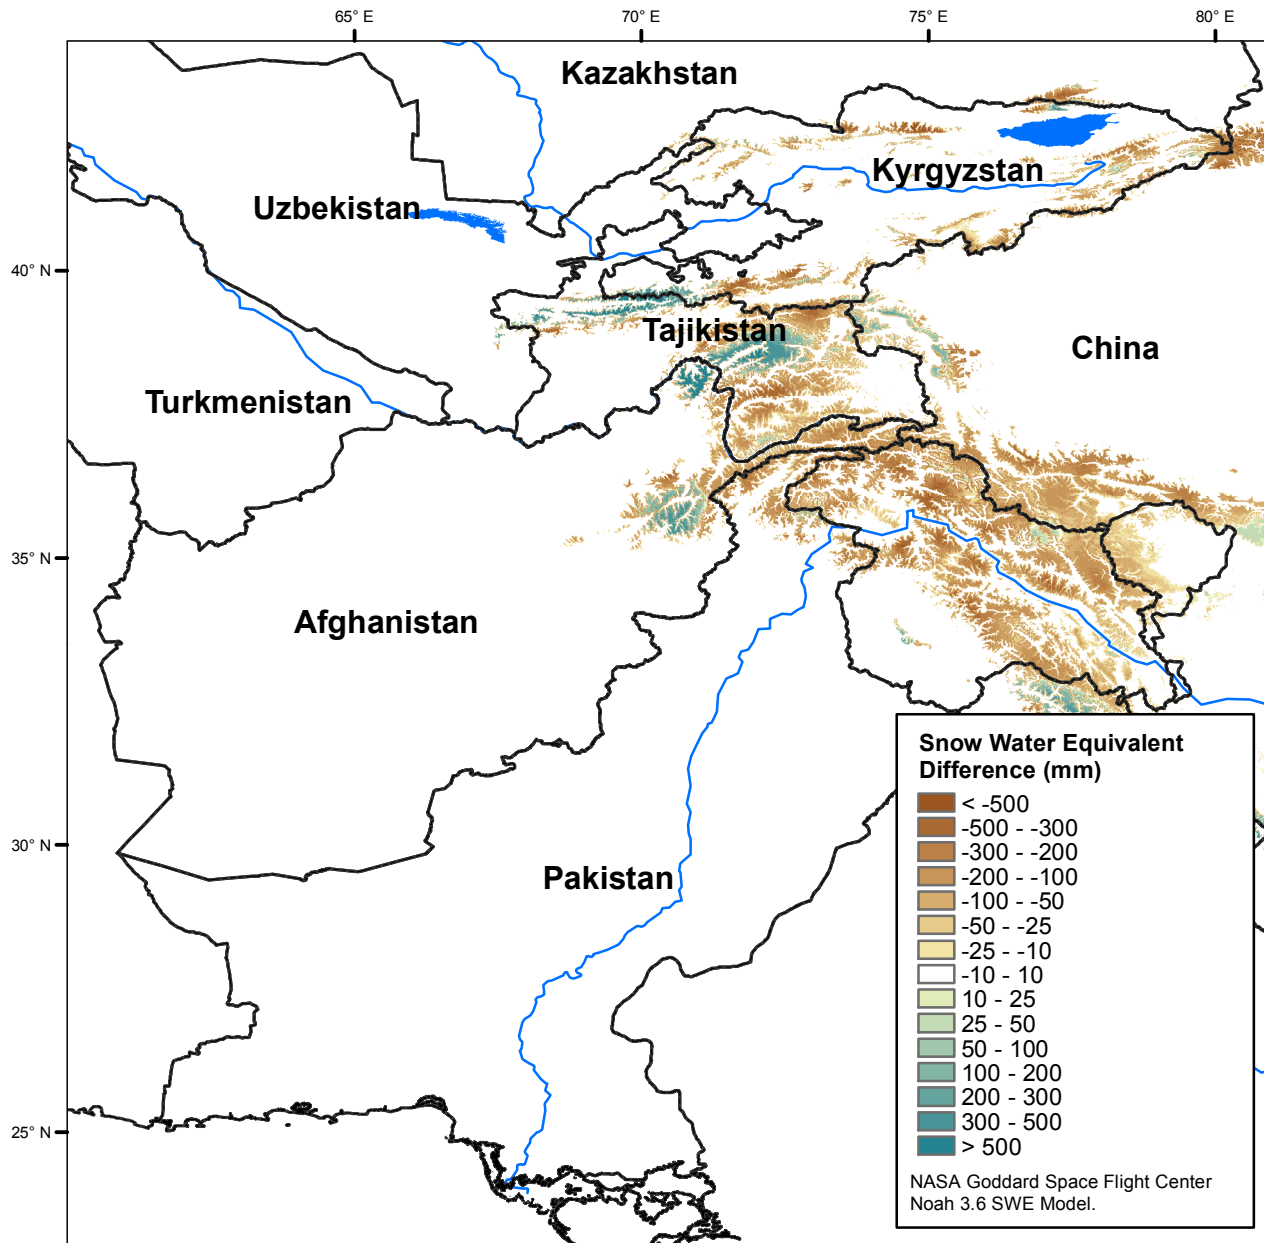 65° E
70° E
75° E
80° E
Kazakhstan
Kyrgyzstan
Uzbekistan
40° N
Tajikistan
China
Turkmenistan
35° N
Afghanistan
Snow Water Equivalent
Difference (mm)
< -500
-500 - -300
-300 - -200
-200 - -100
-100 - -50
-50 - -25
-25 - -10
-10 - 10
10 - 25
25 - 50
50 - 100
100 - 200
200 - 300
300 - 500
> 500
30° N
Pakistan
25° N
NASA Goddard Space Flight Center
Noah 3.6 SWE Model.